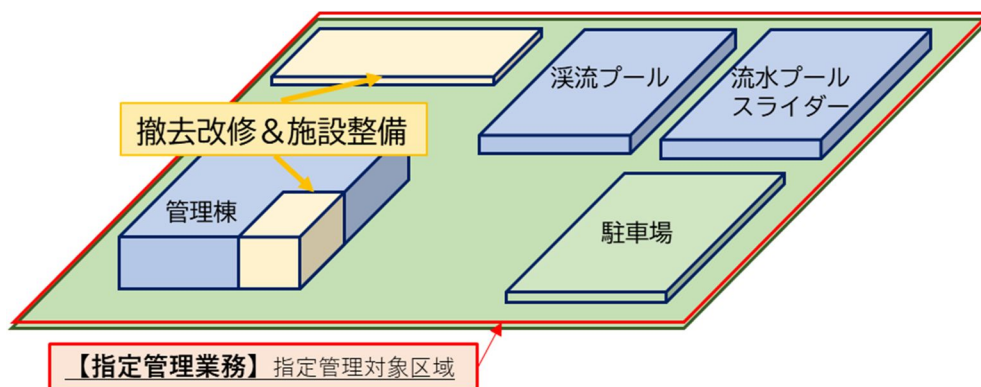 渓流プール
流水プール
スライダー
撤去改修＆施設整備
管理棟
駐車場
【指定管理業務】指定管理対象区域